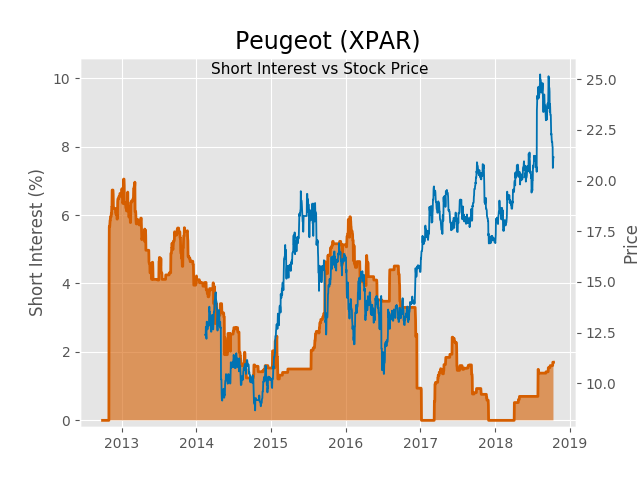 Peugeot (XPAR)
Short Interest vs Stock Price
Short Interest (%)
10
8
6
4
2
0
25.0
22.5
20.0
17.5
15.0
12.5
10.0
Price
2013 2014 2015 2016 2017 2018 2019